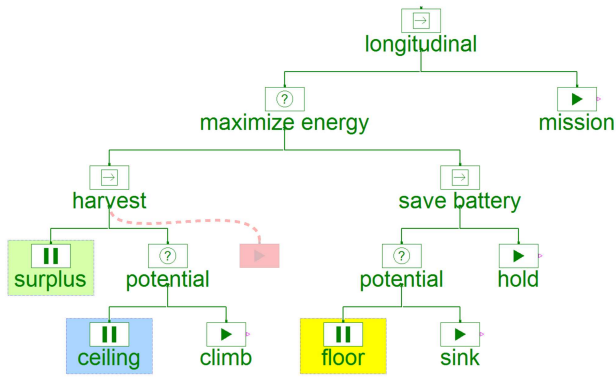 longitudinal
?
maximize energy
mission
harvest
save battery
surplus
?
potential
?
potential
hold
ceiling
climb
floor
sink